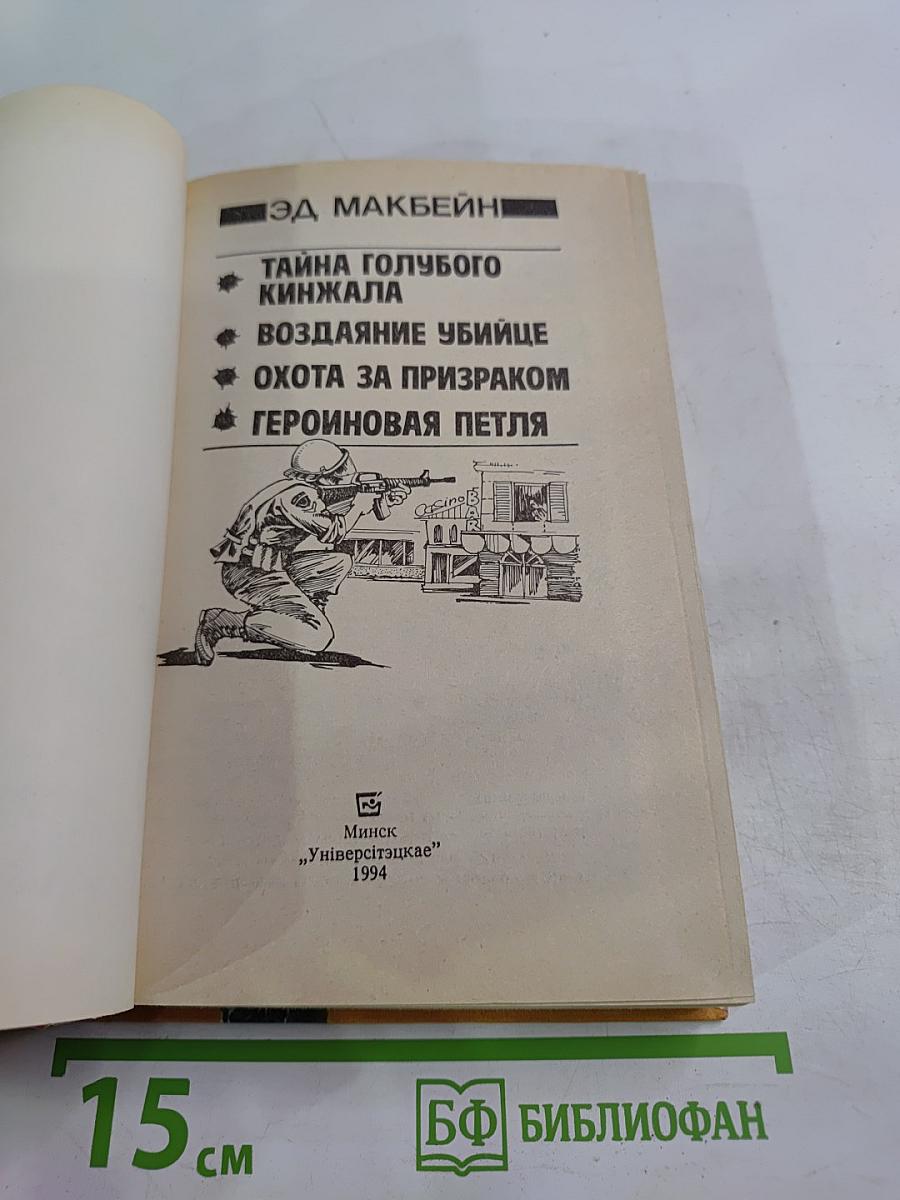 ЭД МАКБЕЙН
ТАЙНА ГОЛУБОГО
КИНЖАЛА
ВОЗДАЯНИЕ УБИЙЦЕ
ОХОТА ЗА ПРИЗРАКОМ
ГЕРОИНОВАЯ ПЕТЛЯ
Casino
BAR
Минск
„Універсітэцкае”
1994
15 см
БФ БИБЛИОФАН